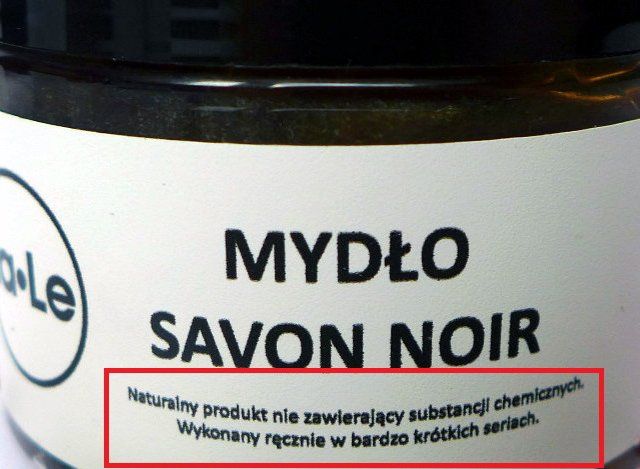 a•Le
MYDŁO
SAVON NOIR
Naturalny produkt nie zawierający substancji chemicznych.
Wykonany ręcznie w bardzo krótkich seriach.